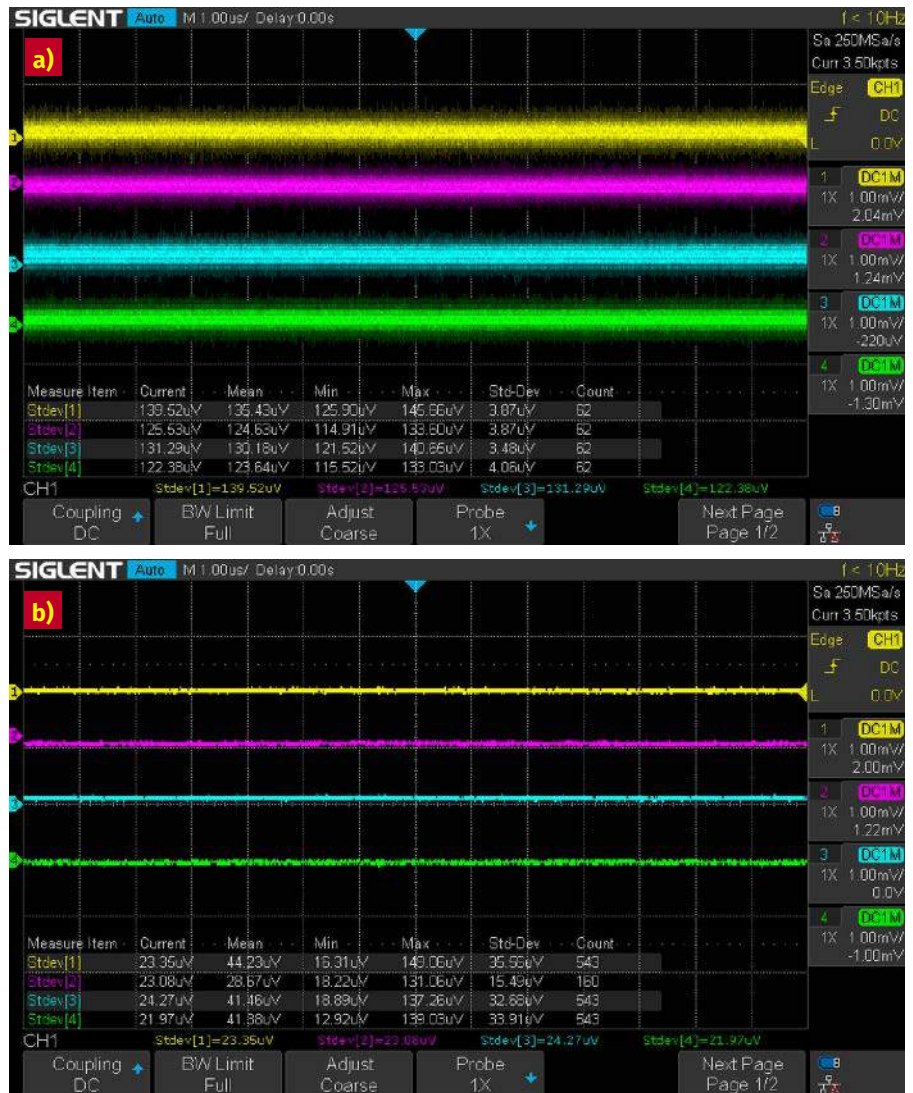 SIGLENT Auto M 1.00us/ Delay:0.00s f < 10Hz
a)
Sa 250MSa/s
Curr 3.50kpts
Edge CH1
DC
L 0.0V
1 DC1M
1X 1.00mV/
2.04mV
2 DC1M
1X 1.00mV/
1.24mV
3 DC1M
1X 1.00mV/
-220uV
4 DC1M
1X 1.00mV/
-1.30mV
1
2
3
4
Measure Item Current Mean Min Max Std-Dev Count
Stdev[1] 139.52uV 135.43uV 125.90uV 145.66uV 3.87uV 62
Stdev[2] 125.53uV 124.63uV 114.91uV 133.60uV 3.87uV 62
Stdev[3] 131.29uV 130.18uV 121.52uV 140.65uV 3.48uV 62
Stdev[4] 122.38uV 123.64uV 115.52uV 133.03uV 4.06uV 62
CH1 Stdev[1]=139.52uV Stdev[2]=125.53uV Stdev[3]=131.29uV Stdev[4]=122.38uV
Coupling BW Limit Adjust Probe Next Page
DC Full Coarse 1X Page 1/2
SIGLENT Auto M 1.00us/ Delay:0.00s f < 10Hz
b)
Sa 250MSa/s
Curr 3.50kpts
Edge CH1
DC
L 0.0V
1 DC1M
1X 1.00mV/
2.00mV
2 DC1M
1X 1.00mV/
1.22mV
3 DC1M
1X 1.00mV/
0.0V
4 DC1M
1X 1.00mV/
-1.00mV
1
2
3
4
Measure Item Current Mean Min Max Std-Dev Count
Stdev[1] 23.35uV 44.23uV 16.31uV 149.06uV 35.56uV 543
Stdev[2] 23.08uV 28.67uV 18.22uV 131.06uV 15.49uV 160
Stdev[3] 24.27uV 41.46uV 18.89uV 137.26uV 32.68uV 543
Stdev[4] 21.97uV 41.38uV 12.92uV 139.03uV 33.91uV 543
CH1 Stdev[1]=23.35uV Stdev[2]=23.08uV Stdev[3]=24.27uV Stdev[4]=21.97uV
Coupling BW Limit Adjust Probe Next Page
DC Full Coarse 1X Page 1/2